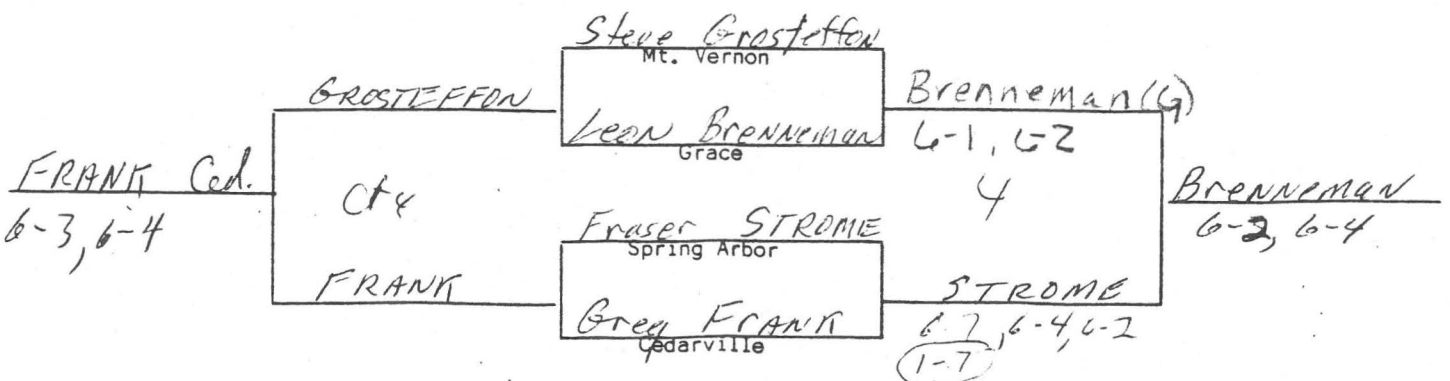 Steve Grosteffon
Mt. Vernon
GROSTEFFON
Brenneman (G)
Leon Brenneman
Grace
6-1, 6-2
FRANK Ced.
6-3, 6-4
4
Brenneman
6-2, 6-4
Fraser STROME
Spring Arbor
FRANK
STROME
Greg FRANK
Cedarville
6-7, 6-4, 6-2
1-7